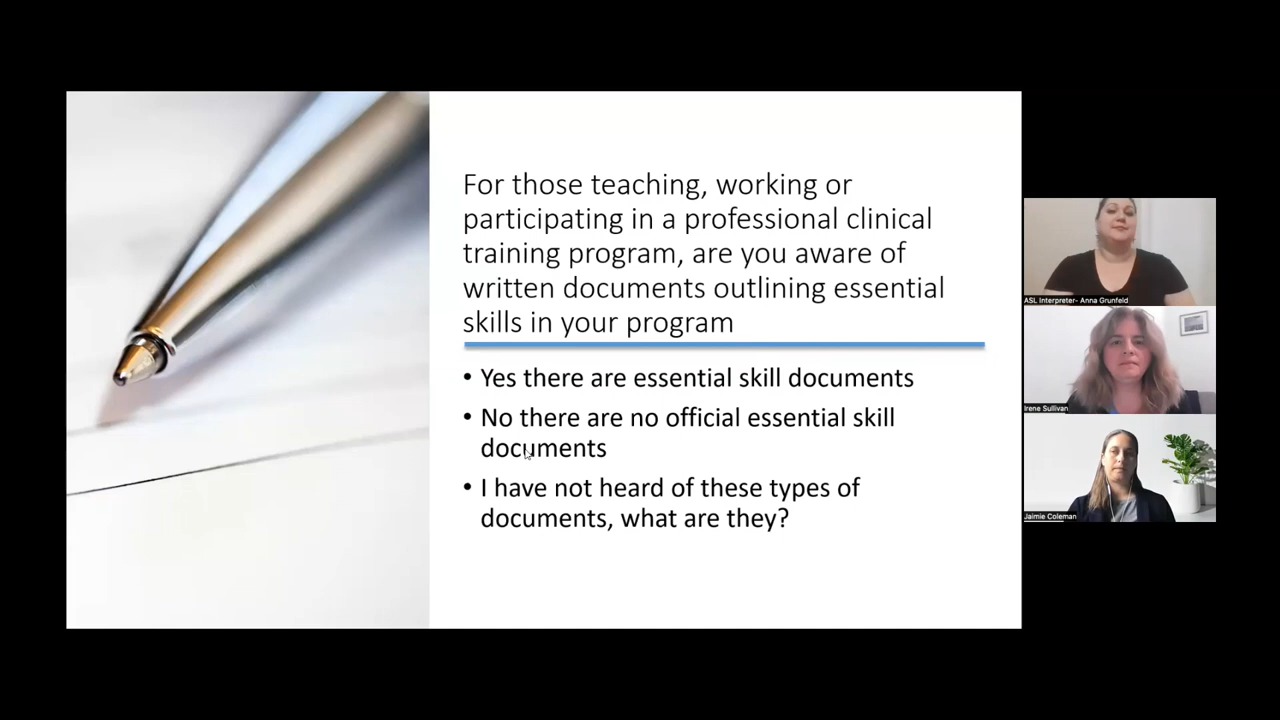 For those teaching, working or
participating in a professional clinical
training program, are you aware of
written documents outlining essential
skills in your program
• Yes there are essential skill documents
• No there are no official essential skill
documents
• I have not heard of these types of
documents, what are they?
ASL Interpreter- Anna Grunfeld
Irene Sullivan
Jaimie Coleman